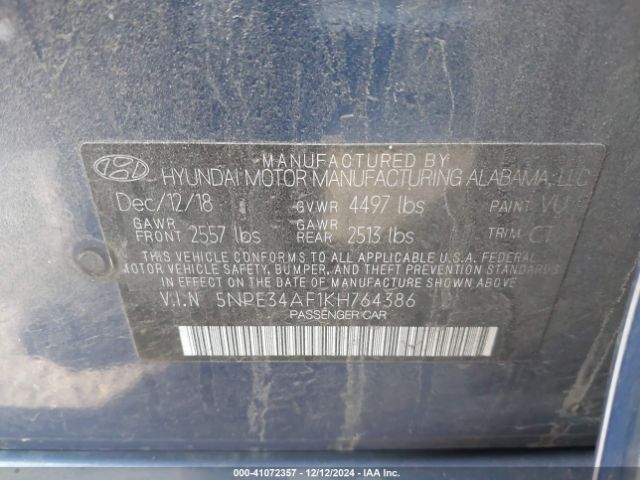 MANUFACTURED BY
HYUNDAI MOTOR MANUFACTURING ALABAMA, LLC
Dec/12/18 GVWR 4497 lbs PAINT
GAWR FRONT 2557 lbs GAWR REAR 2513 lbs TRIM CT
THIS VEHICLE CONFORMS TO ALL APPLICABLE U.S.A. FEDERAL
MOTOR VEHICLE SAFETY, BUMPER, AND THEFT PREVENTION STANDARDS
IN EFFECT ON THE DATE OF MANUFACTURE SHOWN ABOVE
V.I.N 5NPE34AF1KH764386
PASSENGER CAR
000-41072357 - 12/12/2024 - IAA Inc.